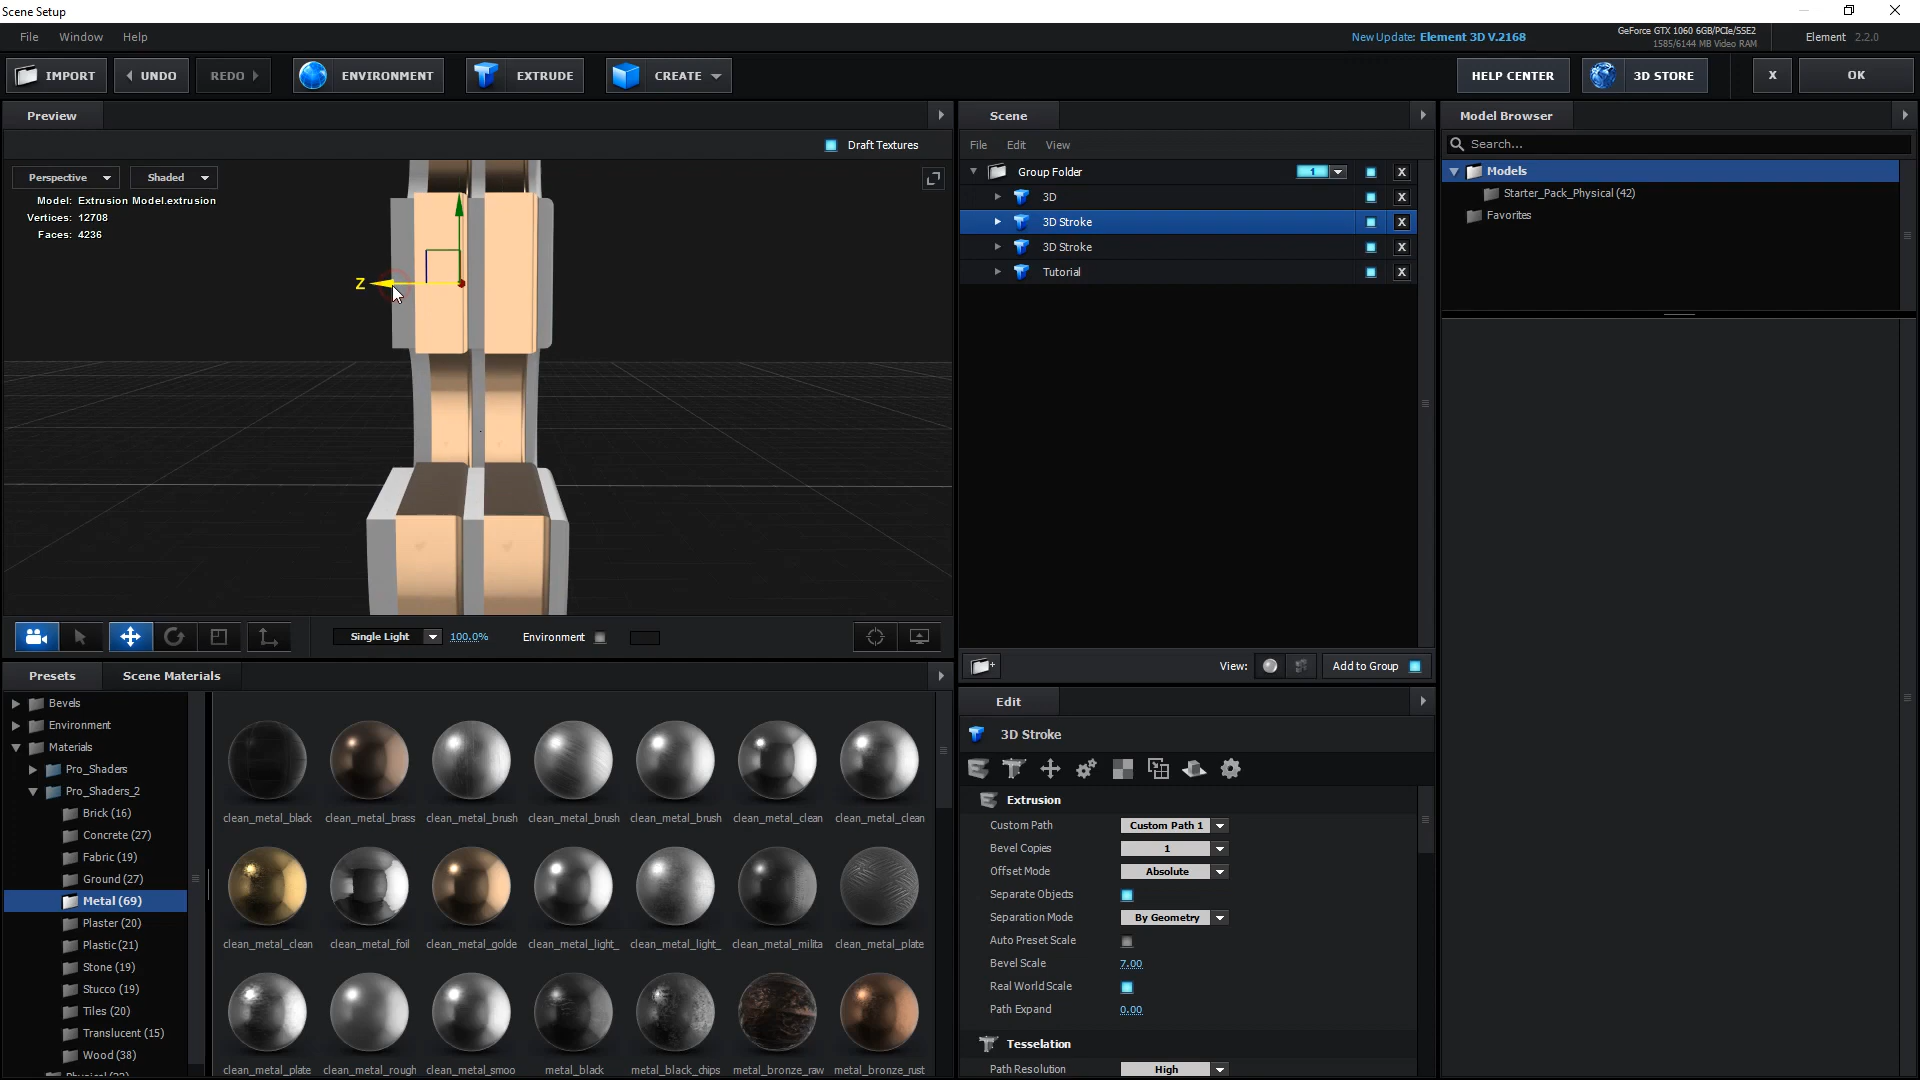 Scene Setup
File Window Help
New Update: Element 3D V.2168
GeForce GTX 1060 6GB/PCIe/SSE2
1585/6144 MB Video RAM
Element 2.2.0
IMPORT UNDO REDO ENVIRONMENT EXTRUDE CREATE HELP CENTER 3D STORE X OK
Preview Scene Model Browser
Draft Textures
File Edit View
Search...
Perspective Shaded
Group Folder 1 X
Models
Model: Extrusion Model.extrusion
3D X
Starter_Pack_Physical (42)
Vertices: 12708
3D Stroke X
Favorites
Faces: 4236
3D Stroke X
Tutorial X
Z
Single Light 100.0% Environment
View: Add to Group
Presets Scene Materials
Edit
Bevels
Environment
Materials
Pro_Shaders
Pro_Shaders_2
Brick (16)
Concrete (27)
Fabric (19)
Ground (27)
Metal (69)
Plaster (20)
Plastic (21)
Stone (19)
Stucco (19)
Tiles (20)
Translucent (15)
Wood (38)
clean_metal_black clean_metal_brass clean_metal_brush clean_metal_brush clean_metal_brush clean_metal_clean clean_metal_clean
clean_metal_clean clean_metal_foil clean_metal_golde clean_metal_light_ clean_metal_light_ clean_metal_milita clean_metal_plate
clean_metal_plate clean_metal_rough clean_metal_smoo metal_black metal_black_chips metal_bronze_raw metal_bronze_rust
3D Stroke
Extrusion
Custom Path Custom Path 1
Bevel Copies 1
Offset Mode Absolute
Separate Objects
Separation Mode By Geometry
Auto Preset Scale
Bevel Scale 7.00
Real World Scale
Path Expand 0.00
Tesselation
Path Resolution High